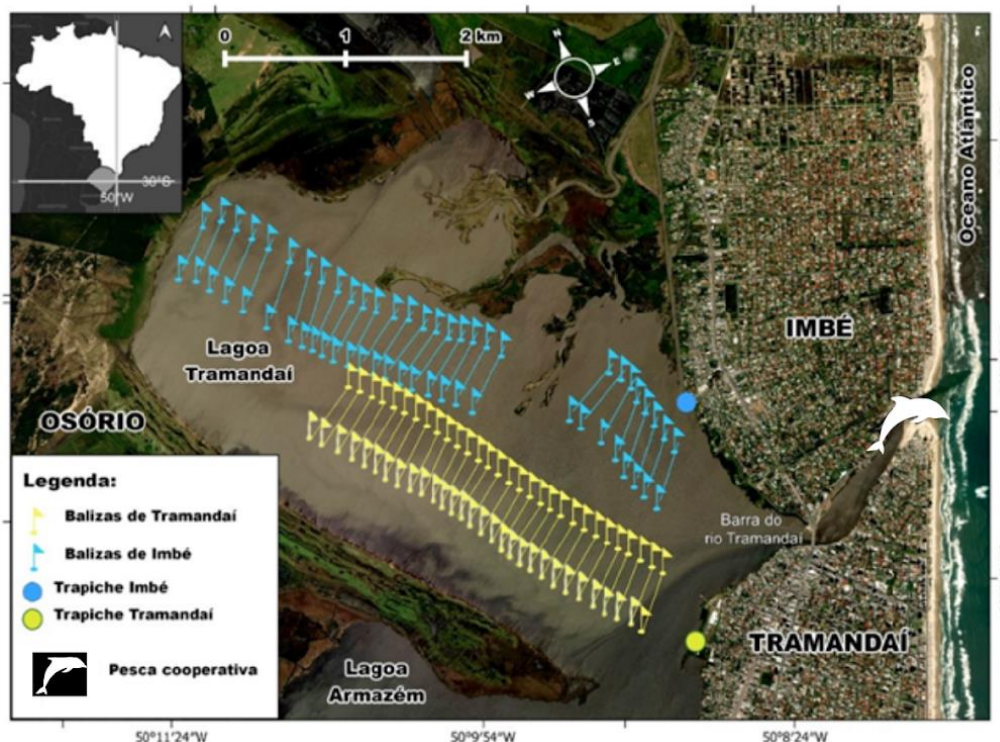 0 1 2 km
N
E
W
S
30°S
50°W
Oceano Atlântico
IMBÉ
Lagoa
Tramandaí
OSÓRIO
Legenda:
Balizas de Tramandaí
Balizas de Imbé
Trapiche Imbé
Trapiche Tramandaí
Pesca cooperativa
Barra do
rio Tramandaí
TRAMANDAÍ
Lagoa
Armazém
50°11'24"W 50°9'54"W 50°8'24"W